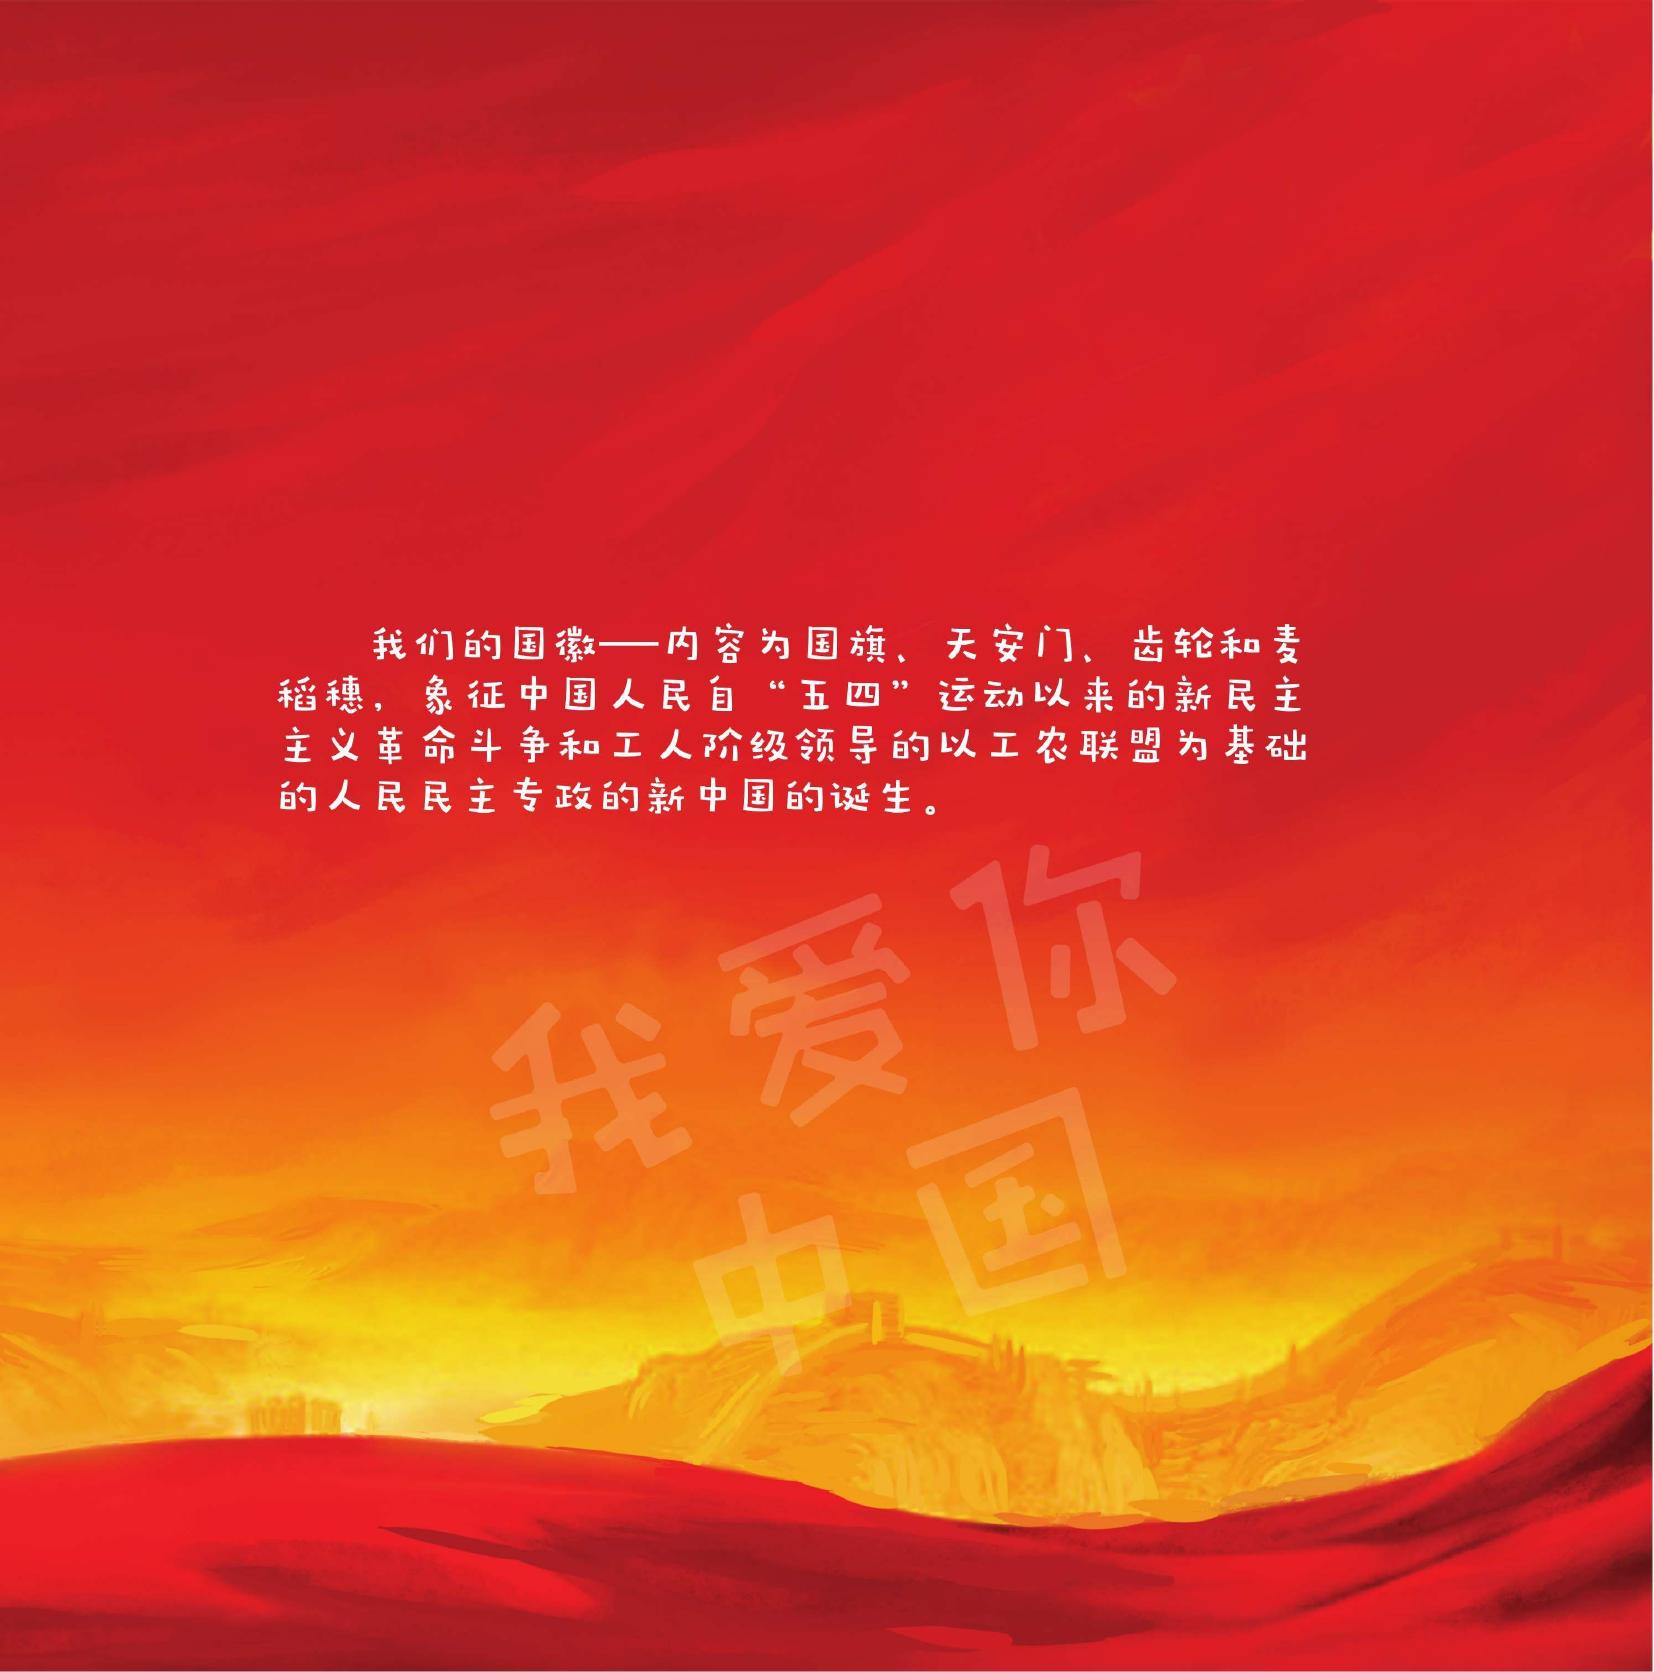 我们的国徽——内容为国旗、天安门、齿轮和麦
稻穗，象征中国人民自“五四”运动以来的新民主
主义革命斗争和工人阶级领导的以工农联盟为基础
的人民民主专政的新中国的诞生。
我爱你
中国